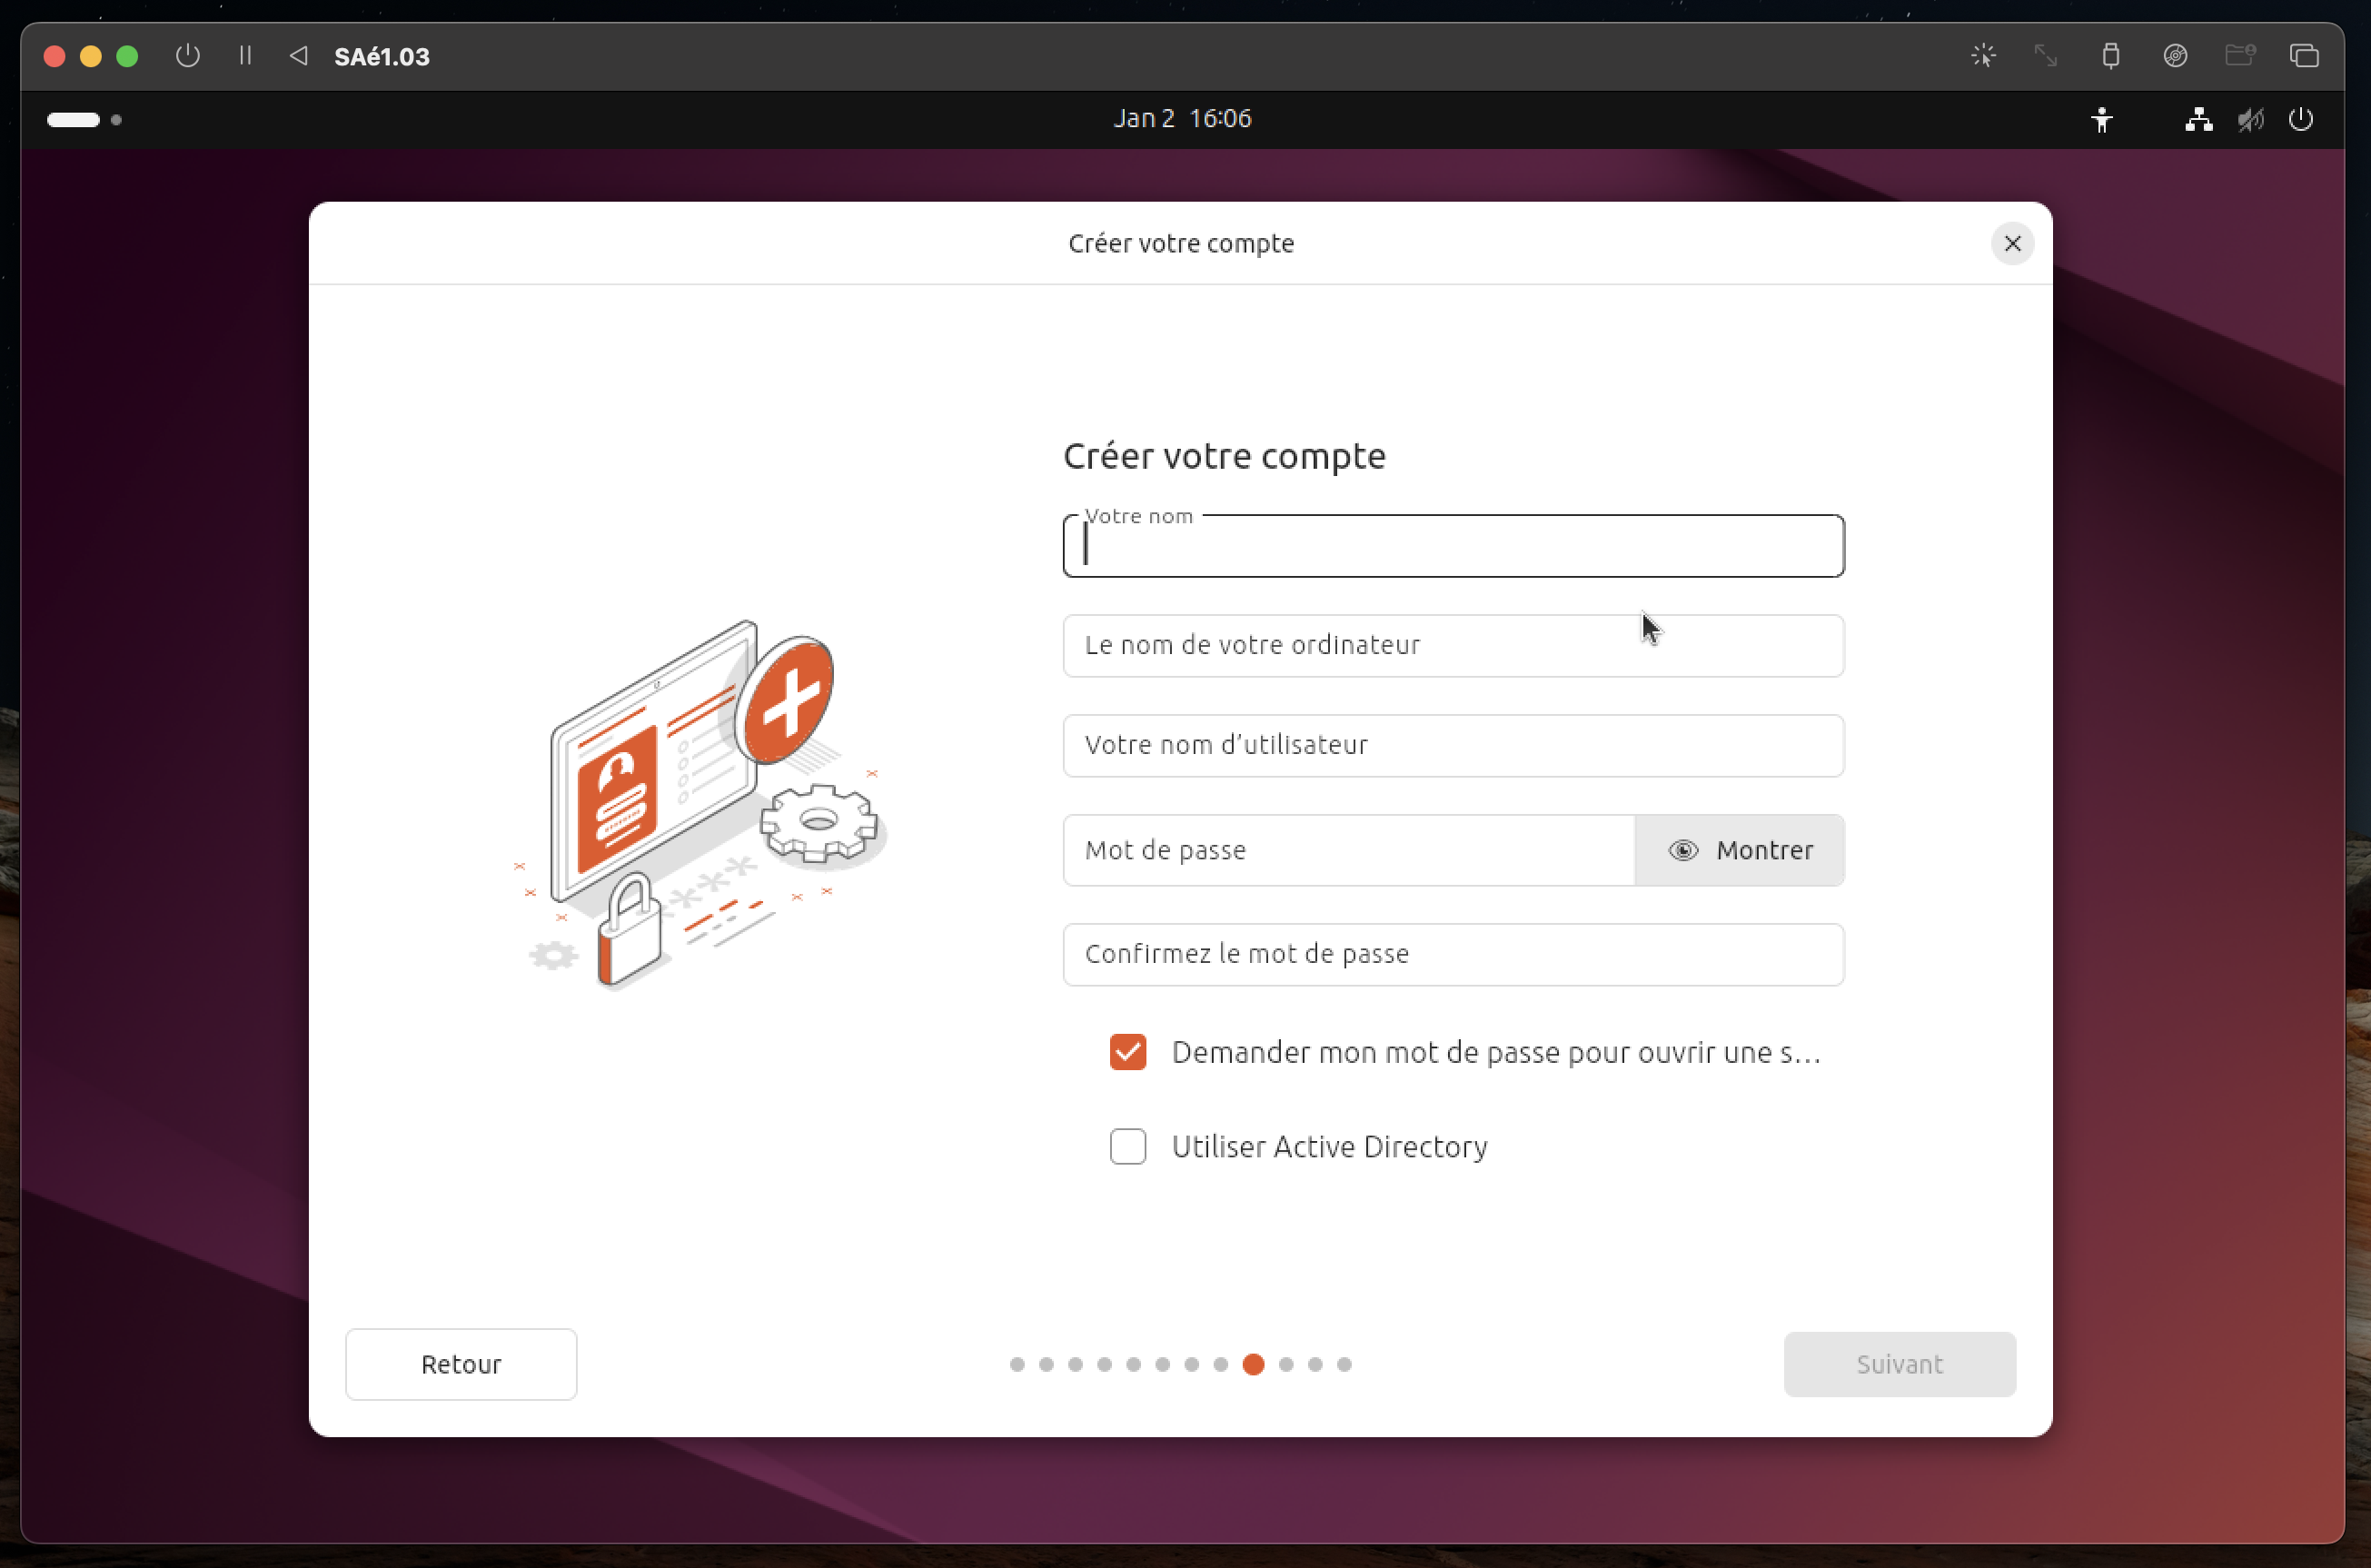 SAé1.03
Jan 2 16:06
Créer votre compte
Créer votre compte
Votre nom
Le nom de votre ordinateur
Votre nom d’utilisateur
Mot de passe
Montrer
Confirmez le mot de passe
Demander mon mot de passe pour ouvrir une s…
Utiliser Active Directory
Retour
Suivant